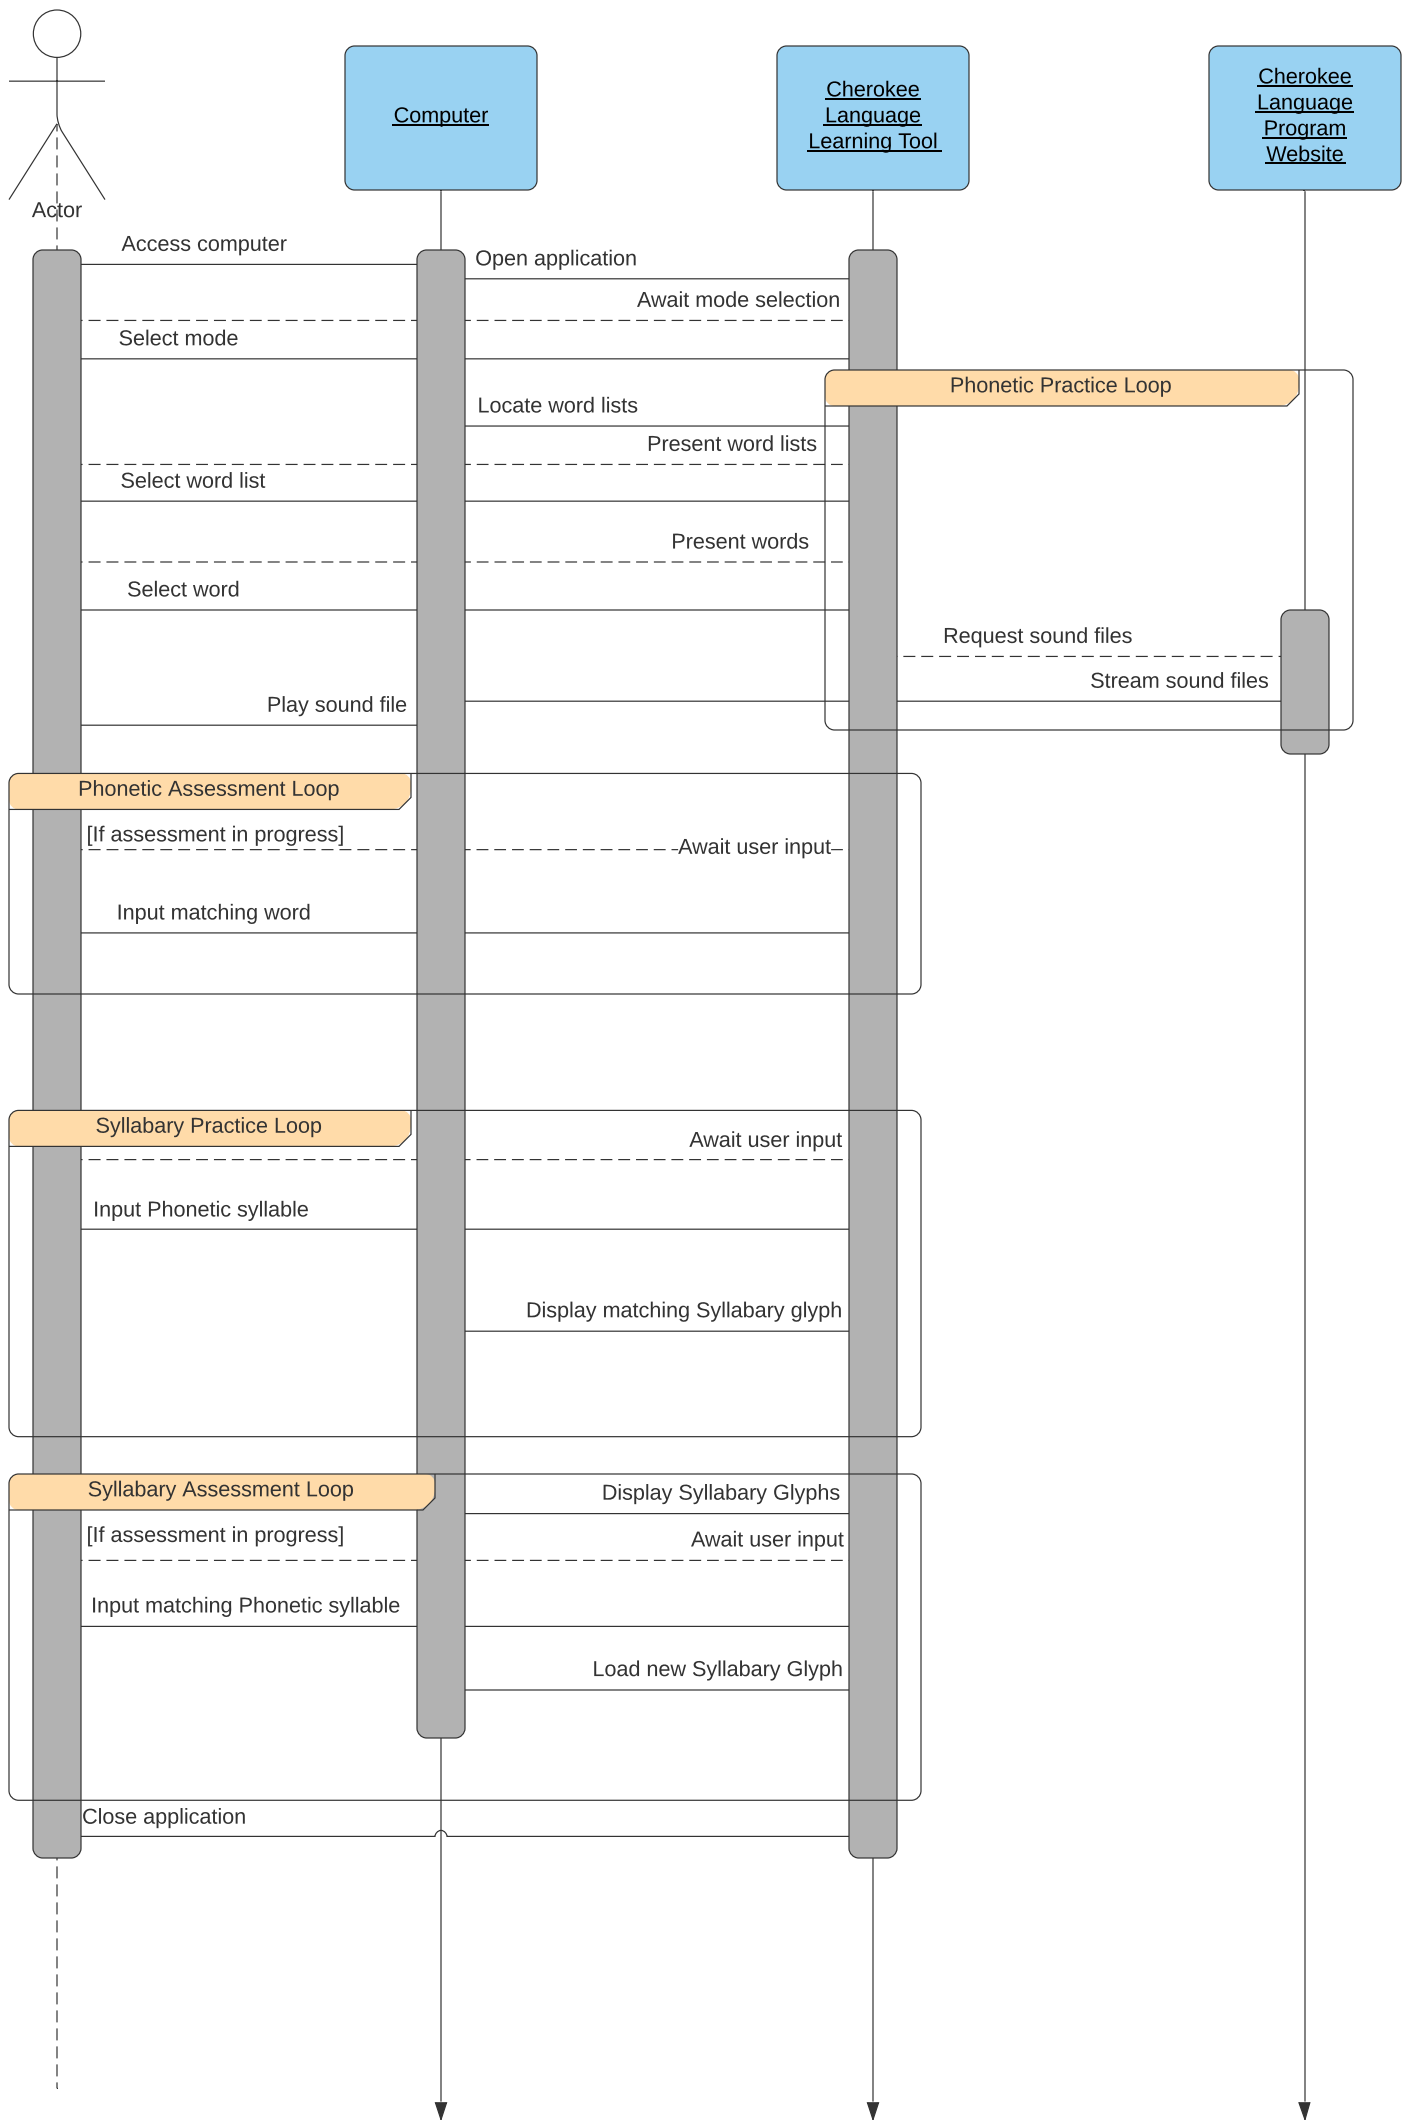 Computer
Cherokee
Language
Learning Tool
Cherokee
Language
Program
Website
Actor
Access computer
Open application
Await mode selection
Select mode
Phonetic Practice Loop
Locate word lists
Present word lists
Select word list
Present words
Select word
Request sound files
Stream sound files
Play sound file
Phonetic Assessment Loop
[If assessment in progress]
Await user input
Input matching word
Syllabary Practice Loop
Await user input
Input Phonetic syllable
Display matching Syllabary glyph
Syllabary Assessment Loop
Display Syllabary Glyphs
[If assessment in progress]
Await user input
Input matching Phonetic syllable
Load new Syllabary Glyph
Close application